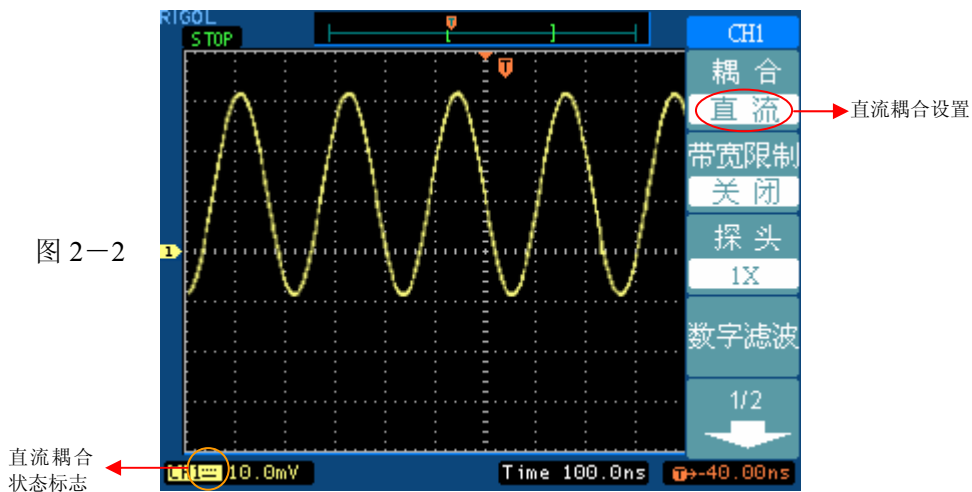 RIGOL
STOP
T
CH1
耦 合
直 流
直流耦合设置
T
带宽限制
关 闭
探 头
1X
图 2－2
1
数字滤波
1/2
直流耦合
状态标志
CH1 10.0mV
Time 100.0ns
T→-40.00ns